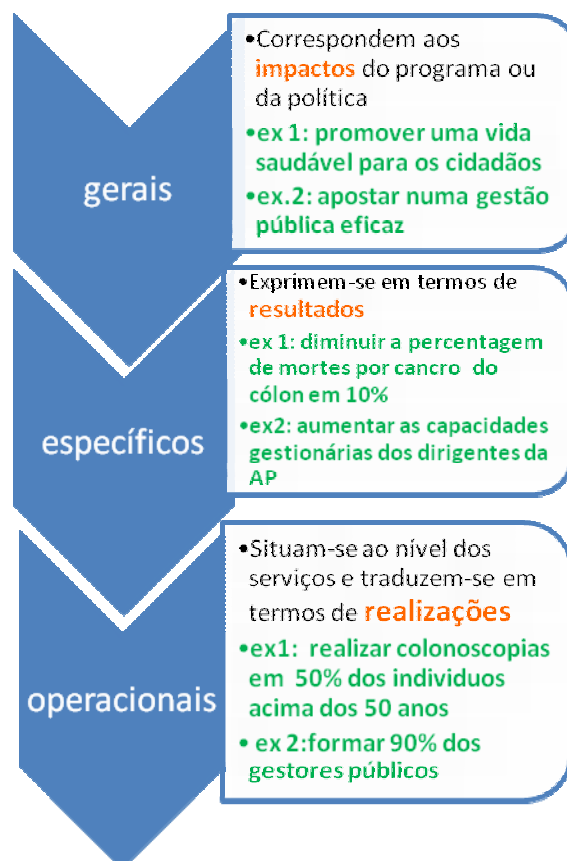 gerais
•Correspondem aos
impactos do programa ou
da política
•ex 1: promover uma vida
saudável para os cidadãos
•ex.2: apostar numa gestão
pública eficaz
específicos
•Exprimem-se em termos de
resultados
•ex 1: diminuir a percentagem
de mortes por cancro do
cólon em 10%
•ex2: aumentar as capacidades
gestionárias dos dirigentes da
AP
operacionais
•Situam-se ao nível dos
serviços e traduzem-se em
termos de realizações
•ex1: realizar colonoscopias
em 50% dos individuos
acima dos 50 anos
• ex 2:formar 90% dos
gestores públicos